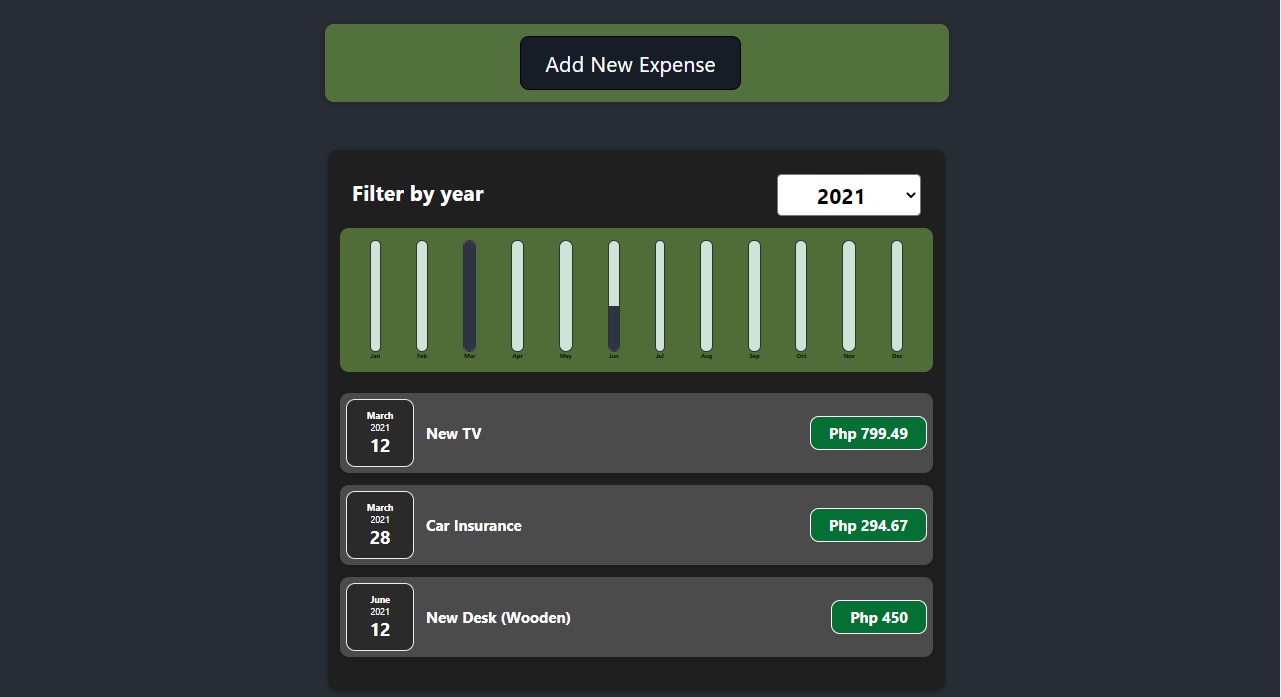 Add New Expense
Filter by year
2021
Jan Feb Mar Apr May Jun Jul Aug Sep Oct Nov Dec
March
2021
12
New TV
Php 799.49
March
2021
28
Car Insurance
Php 294.67
June
2021
12
New Desk (Wooden)
Php 450